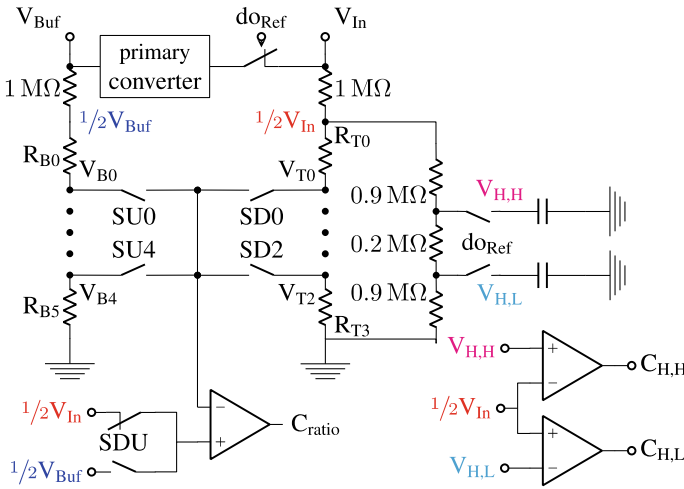 V_Buf
do_Ref
V_In
primary
converter
1 MΩ
1 MΩ
1/2V_Buf
1/2V_In
R_T0
R_B0
V_B0
V_T0
0.9 MΩ
V_H,H
SU0
SD0
SU4
SD2
0.2 MΩ
do_Ref
R_B5
V_B4
V_T2
0.9 MΩ
V_H,L
R_T3
V_H,H
+
−
C_H,H
1/2V_In
1/2V_In
−
+
C_ratio
SDU
1/2V_Buf
+
−
V_H,L
C_H,L